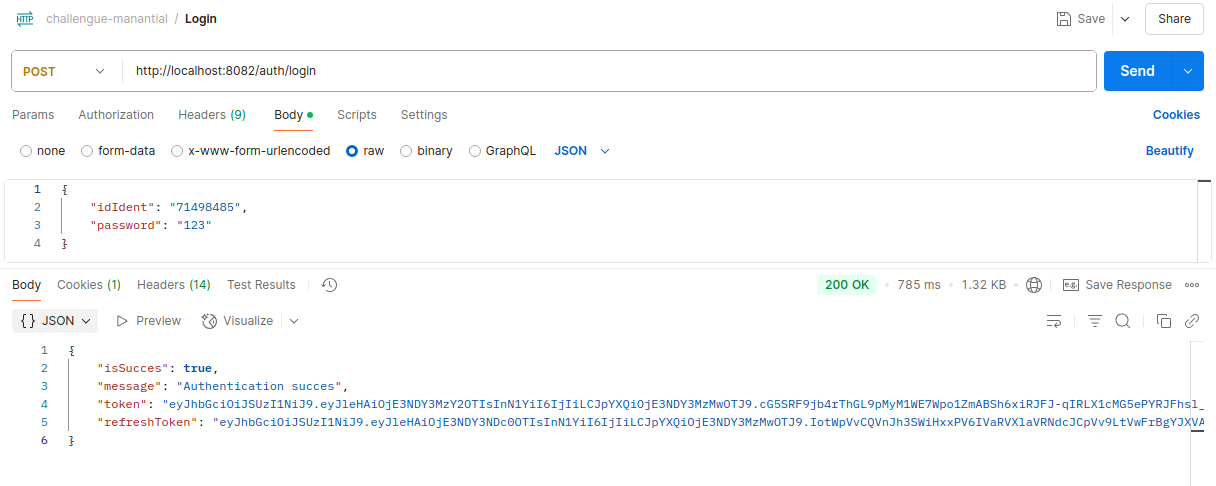 HTTP challengue-manantial / Login Save Share
POST http://localhost:8082/auth/login Send
Params Authorization Headers (9) Body Scripts Settings Cookies
none form-data x-www-form-urlencoded raw binary GraphQL JSON Beautify
1 {
2 "idIdent": "71498485",
3 "password": "123"
4 }
Body Cookies (1) Headers (14) Test Results 200 OK 785 ms 1.32 KB e.g. Save Response
{} JSON Preview Visualize
1 {
2 "isSucces": true,
3 "message": "Authentication succes",
4 "token": "eyJhbGciOiJSUzI1NiJ9.eyJleHAiOjE3NDY3MzY2OTIsInN1YiI6IjIiLCJpYXQiOjE3NDY3MzMwOTJ9.cG5SRF9jb4rThGL9pMyM1WE7Wpo1ZmABSh6xiRJFJ-qIRLX1cMG5ePYRJFhsl_
5 "refreshToken": "eyJhbGciOiJSUzI1NiJ9.eyJleHAiOjE3NDY3NDc0OTIsInN1YiI6IjIiLCJpYXQiOjE3NDY3MzMwOTJ9.IotWpVvCQVnJh3SWiHxxPV6IVaRVXlaVRNdcJCpVv9LtVwFrBgYJXVA
6 }